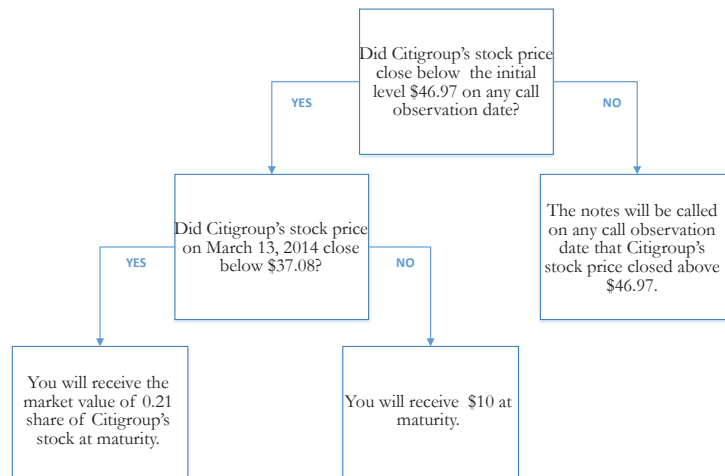 Did Citigroup's stock price
close below the initial
level $46.97 on any call
observation date?
YES
NO
Did Citigroup's stock price
on March 13, 2014 close
below $37.08?
The notes will be called
on any call observation
date that Citigroup's
stock price closed above
$46.97.
YES
NO
You will receive the
market value of 0.21
share of Citigroup's
stock at maturity.
You will receive $10 at
maturity.